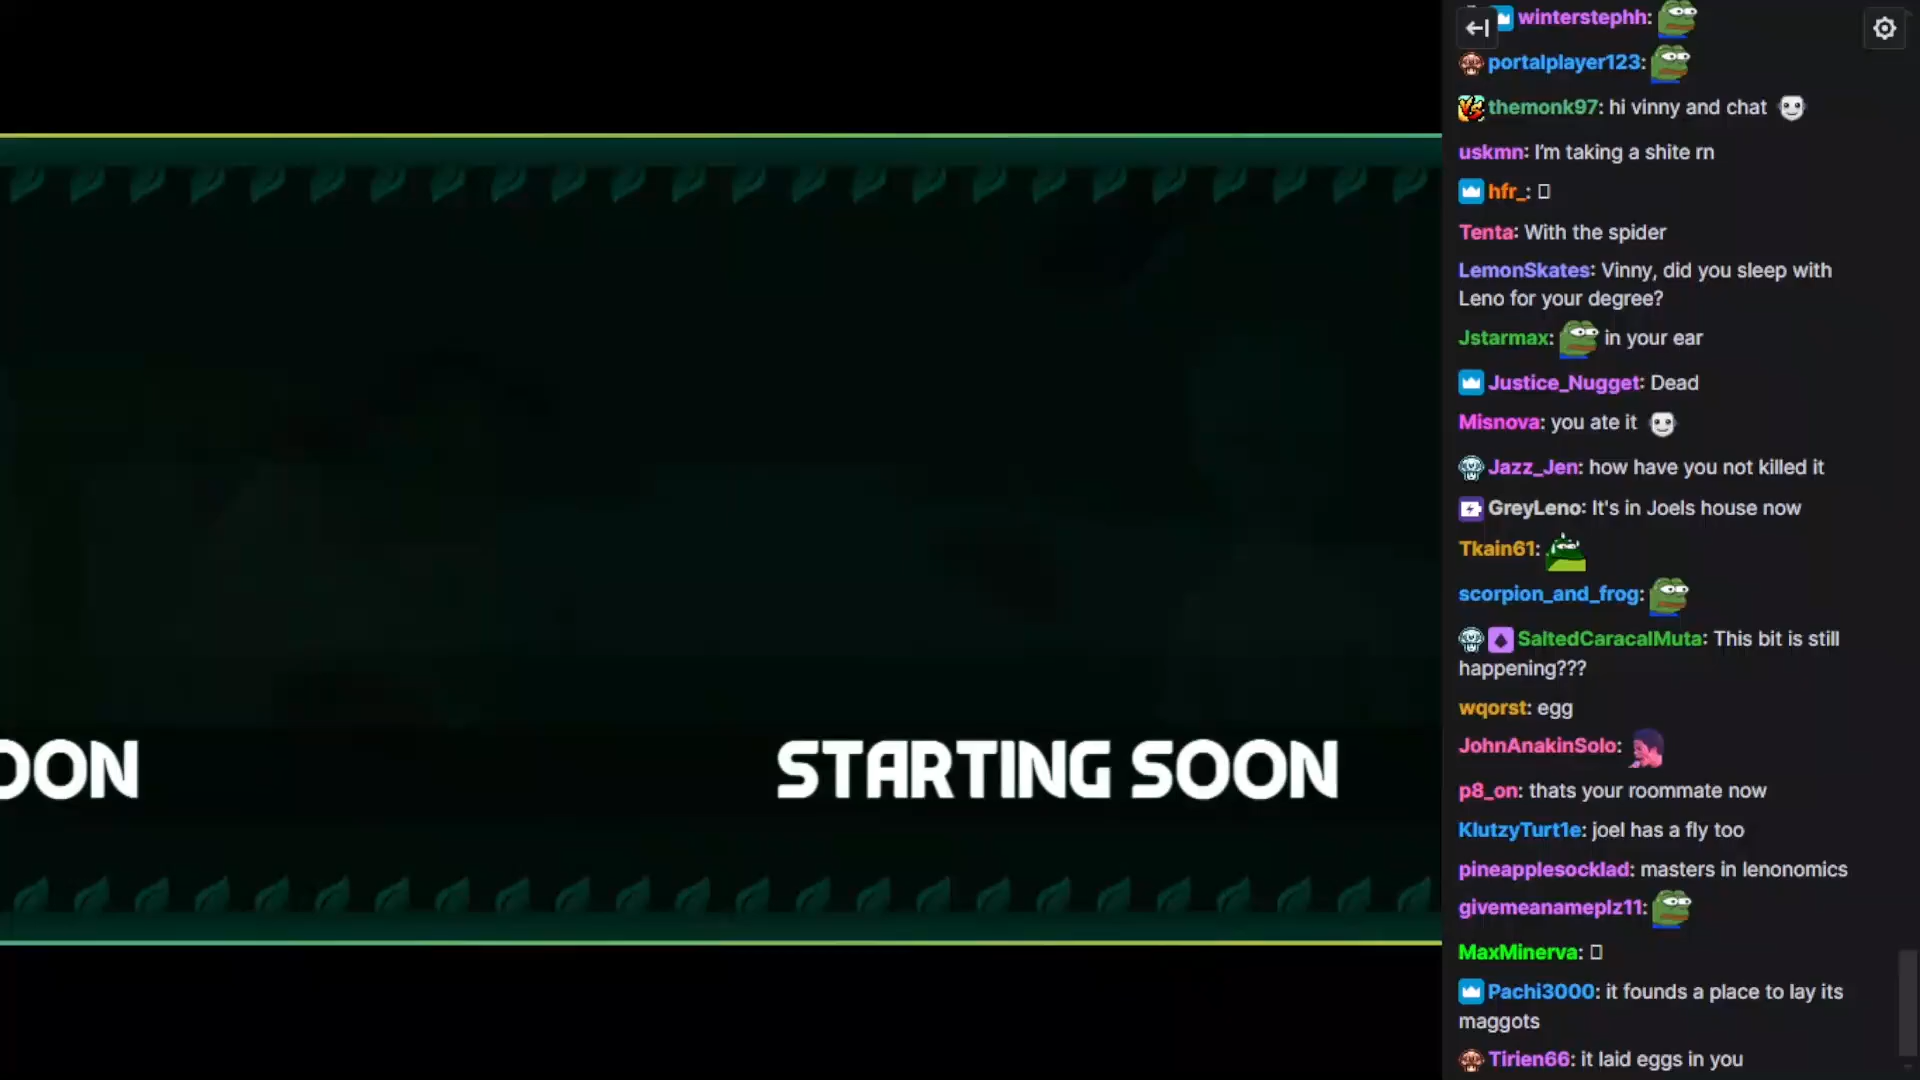 winterstephh:
portalplayer123:
themonk97: hi vinny and chat
uskmn: I'm taking a shite rn
hfr_:
Tenta: With the spider
LemonSkates: Vinny, did you sleep with
Leno for your degree?
Jstarmax: in your ear
Justice_Nugget: Dead
Misnova: you ate it
Jazz_Jen: how have you not killed it
GreyLeno: It's in Joels house now
Tkain61:
scorpion_and_frog:
SaltedCaracalMuta: This bit is still
happening???
wqorst: egg
JohnAnakinSolo:
p8_on: thats your roommate now
KlutzyTurt1e: joel has a fly too
pineapplesocklad: masters in lenonomics
givemeanameplz11:
MaxMinerva:
Pachi3000: it founds a place to lay its
maggots
Tirien66: it laid eggs in you
OON
STARTING SOON